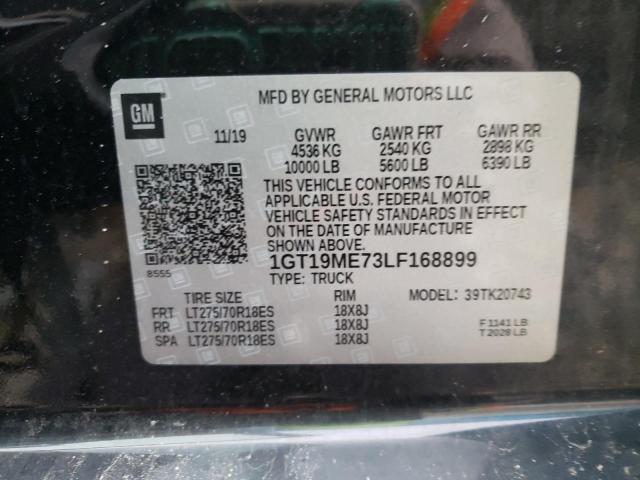 GM
MFD BY GENERAL MOTORS LLC
11/19 GVWR GAWR FRT GAWR RR
4536 KG 2540 KG 2898 KG
10000 LB 5600 LB 6390 LB
THIS VEHICLE CONFORMS TO ALL
APPLICABLE U.S. FEDERAL MOTOR
VEHICLE SAFETY STANDARDS IN EFFECT
ON THE DATE OF MANUFACTURE
SHOWN ABOVE.
8555
1GT19ME73LF168899
TYPE: TRUCK
TIRE SIZE RIM MODEL: 39TK20743
FRT LT275/70R18ES 18X8J
RR LT275/70R18ES 18X8J F1141 LB
SPA LT275/70R18ES 18X8J T2028 LB